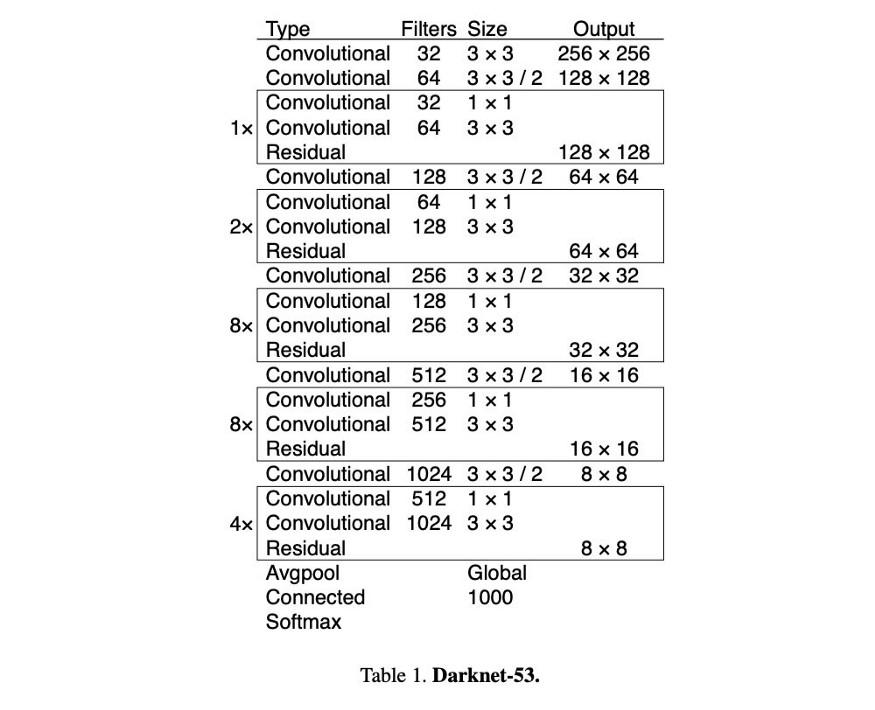 Type Filters Size Output
Convolutional 32 3 × 3 256 × 256
Convolutional 64 3 × 3 / 2 128 × 128
Convolutional 32 1 × 1
1× Convolutional 64 3 × 3
Residual 128 × 128
Convolutional 128 3 × 3 / 2 64 × 64
Convolutional 64 1 × 1
2× Convolutional 128 3 × 3
Residual 64 × 64
Convolutional 256 3 × 3 / 2 32 × 32
Convolutional 128 1 × 1
8× Convolutional 256 3 × 3
Residual 32 × 32
Convolutional 512 3 × 3 / 2 16 × 16
Convolutional 256 1 × 1
8× Convolutional 512 3 × 3
Residual 16 × 16
Convolutional 1024 3 × 3 / 2 8 × 8
Convolutional 512 1 × 1
4× Convolutional 1024 3 × 3
Residual 8 × 8
Avgpool Global
Connected 1000
Softmax
Table 1. Darknet-53.